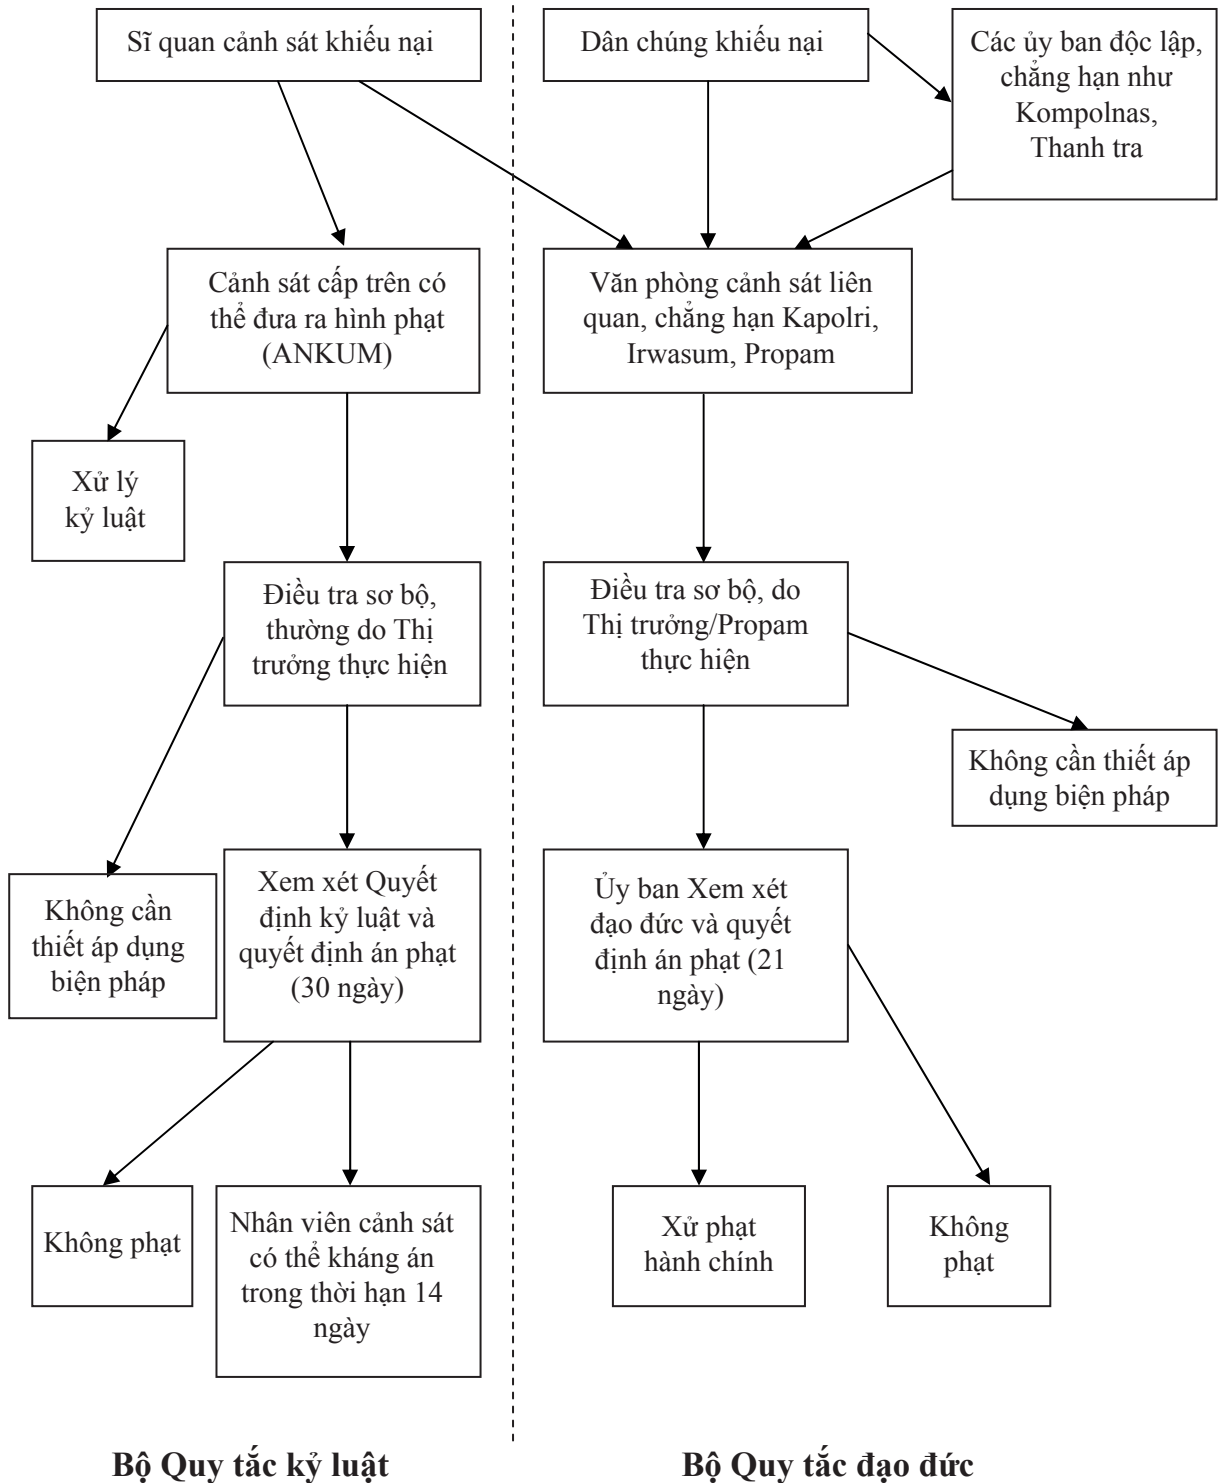 Sĩ quan cảnh sát khiếu nại
Dân chúng khiếu nại
Các ủy ban độc lập,
chẳng hạn như
Kompolnas,
Thanh tra
Cảnh sát cấp trên có
thể đưa ra hình phạt
(ANKUM)
Văn phòng cảnh sát liên
quan, chẳng hạn Kapolri,
Irwasum, Propam
Xử lý
kỷ luật
Điều tra sơ bộ,
thường do Thị
trưởng thực hiện
Điều tra sơ bộ, do
Thị trưởng/Propam
thực hiện
Không cần thiết áp
dụng biện pháp
Không cần
thiết áp dụng
biện pháp
Xem xét Quyết
định kỷ luật và
quyết định án phạt
(30 ngày)
Ủy ban Xem xét
đạo đức và quyết
định án phạt (21
ngày)
Không phạt
Nhân viên cảnh sát
có thể kháng án
trong thời hạn 14
ngày
Xử phạt
hành chính
Không
phạt
Bộ Quy tắc kỷ luật
Bộ Quy tắc đạo đức